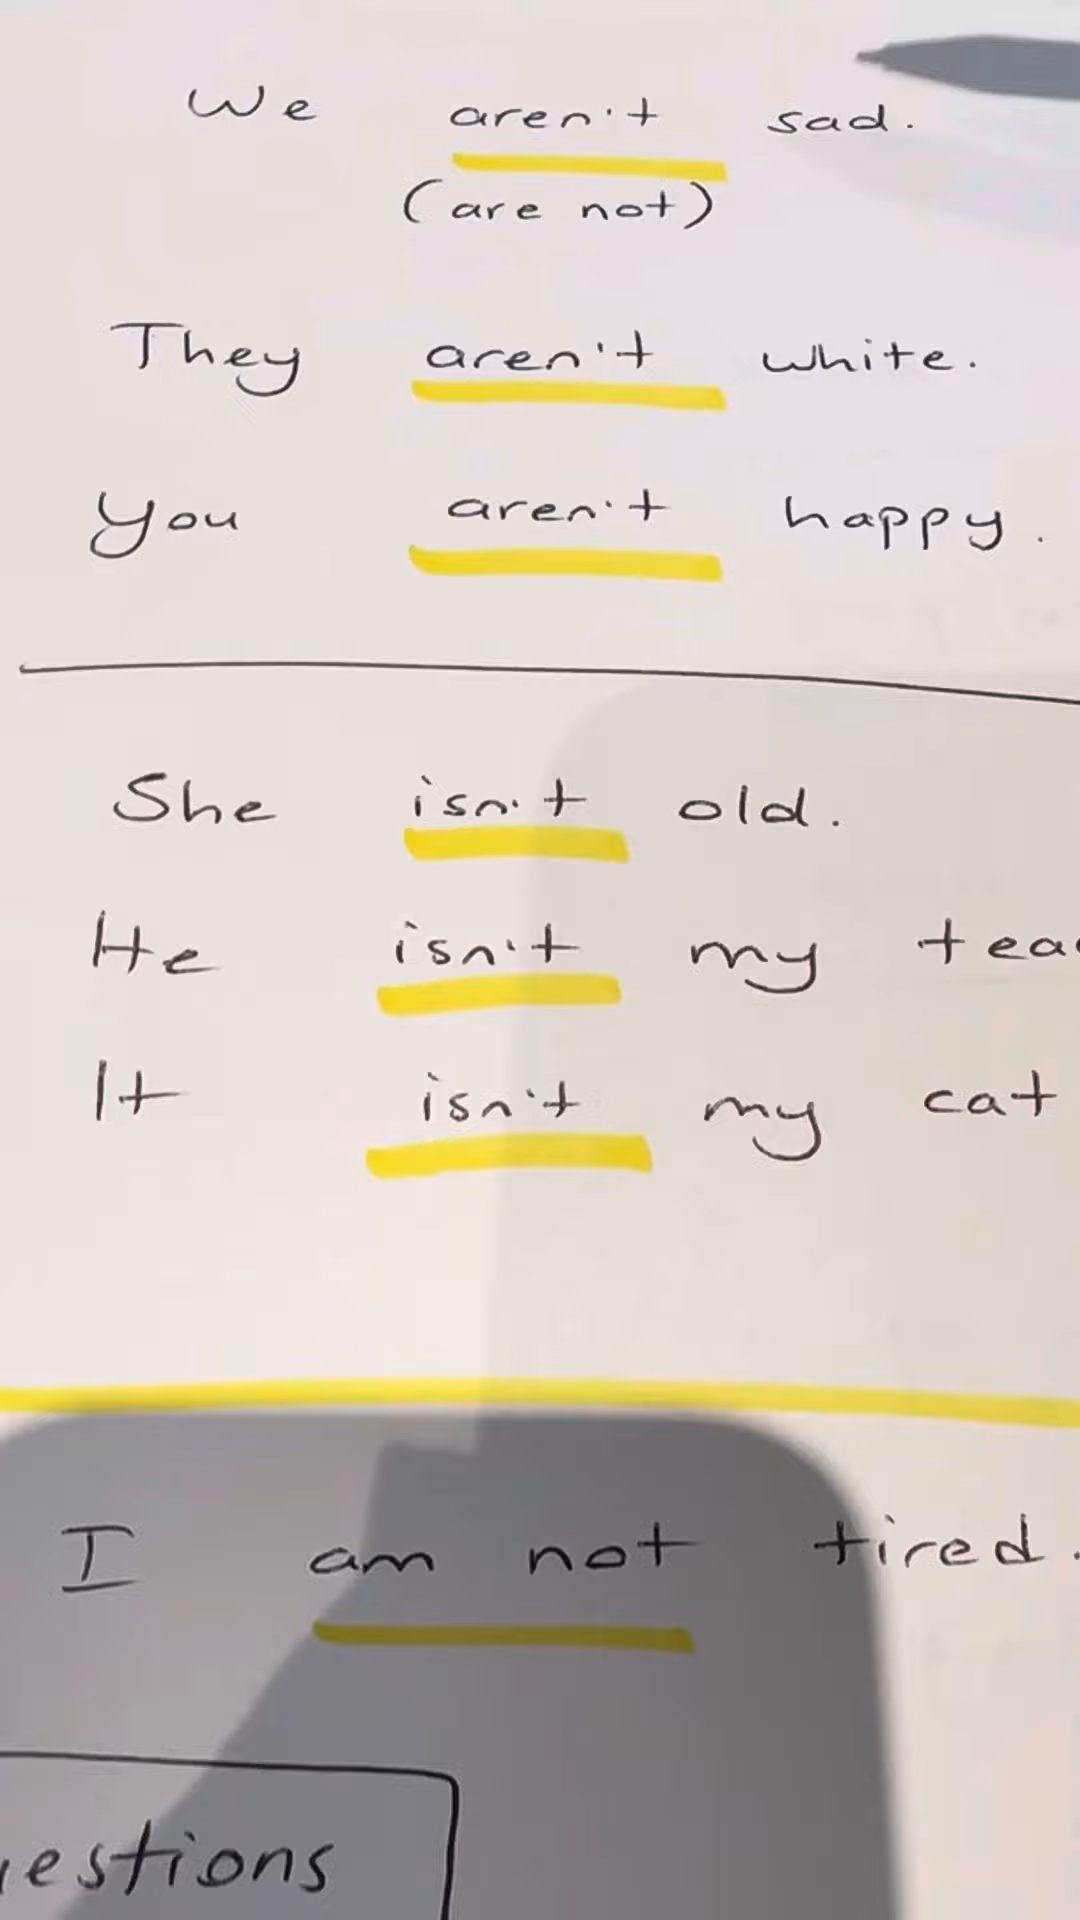 We aren't sad.
(are not)
They aren't white.
You aren't happy.
She isn't old.
He isn't my
It isn't my cat
I am not tired.